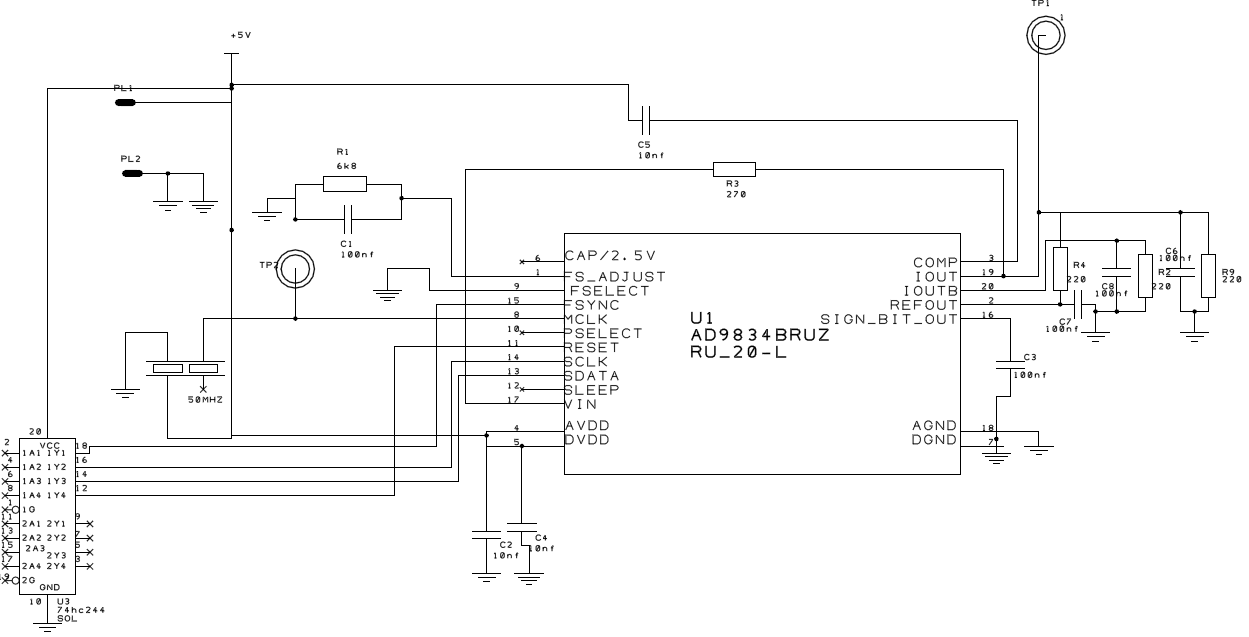 TP1
1
+5V
PL1
C5
10nf
R1
6k8
PL2
R3
270
C1
100nf
TP2
6 CAP/2.5V COMP 3
1 FS_ADJUST IOUT 19
9 FSELECT IOUTB 20
15 FSYNC REFOUT 2
8 MCLK SIGN_BIT_OUT 16
10 PSELECT
11 RESET
14 SCLK
13 SDATA
12 SLEEP
17 VIN
4 AVDD AGND 18
5 DVDD DGND 7
U1
AD9834BRUZ
RU_20-L
R4
220
C8
100nf
R2
220
C6
100nf
R9
220
C7
100nf
C3
100nf
50MHZ
20
VCC
2 1A1 1Y1 18
4 1A2 1Y2 16
6 1A3 1Y3 14
8 1A4 1Y4 12
1 1G
11 2A1 2Y1 9
13 2A2 2Y2 7
15 2A3 2Y3 5
17 2A4 2Y4 3
19 2G
GND
10
U3
74hc244
SOL
C2
10nf
C4
10nf